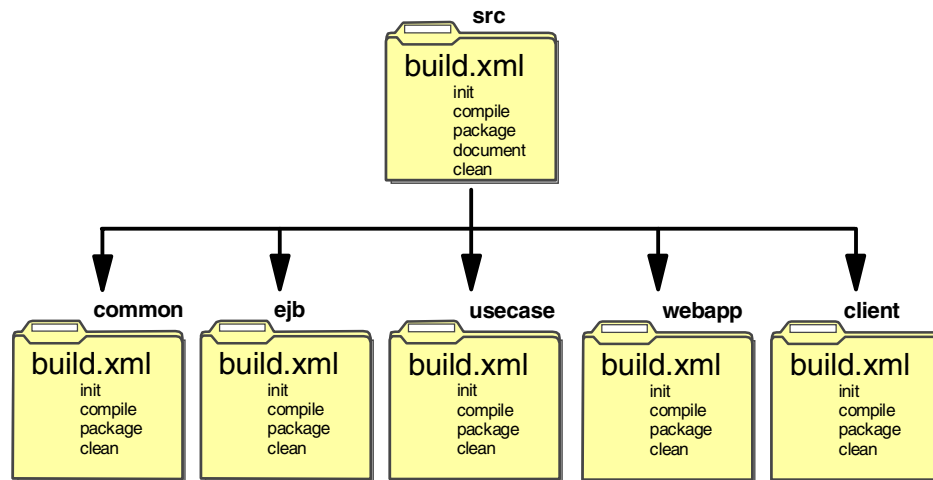 src
build.xml
init
compile
package
document
clean
common
build.xml
init
compile
package
clean
ejb
build.xml
init
compile
package
clean
usecase
build.xml
init
compile
package
clean
webapp
build.xml
init
compile
package
clean
client
build.xml
init
compile
package
clean